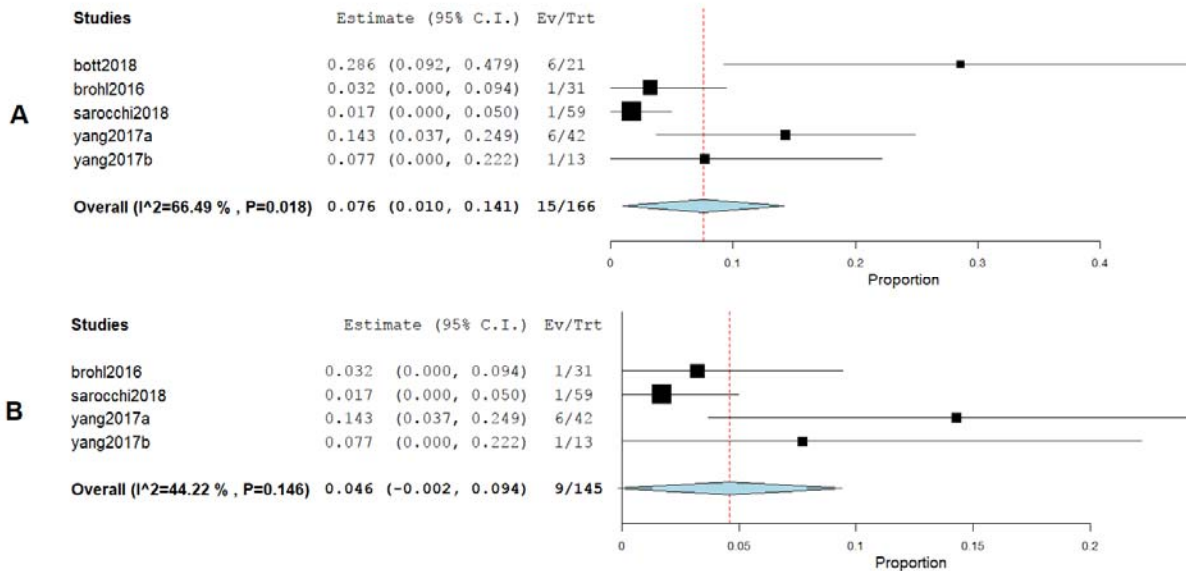 Studies Estimate (95% C.I.) Ev/Trt
bott2018 0.286 (0.092, 0.479) 6/21
brohl2016 0.032 (0.000, 0.094) 1/31
A
sarocchi2018 0.017 (0.000, 0.050) 1/59
yang2017a 0.143 (0.037, 0.249) 6/42
yang2017b 0.077 (0.000, 0.222) 1/13
Overall (I^2=66.49 % , P=0.018) 0.076 (0.010, 0.141) 15/166
0 0.1 0.2 0.3 0.4
Proportion
Studies Estimate (95% C.I.) Ev/Trt
brohl2016 0.032 (0.000, 0.094) 1/31
sarocchi2018 0.017 (0.000, 0.050) 1/59
B
yang2017a 0.143 (0.037, 0.249) 6/42
yang2017b 0.077 (0.000, 0.222) 1/13
Overall (I^2=44.22 % , P=0.146) 0.046 (-0.002, 0.094) 9/145
0 0.05 0.1 0.15 0.2
Proportion